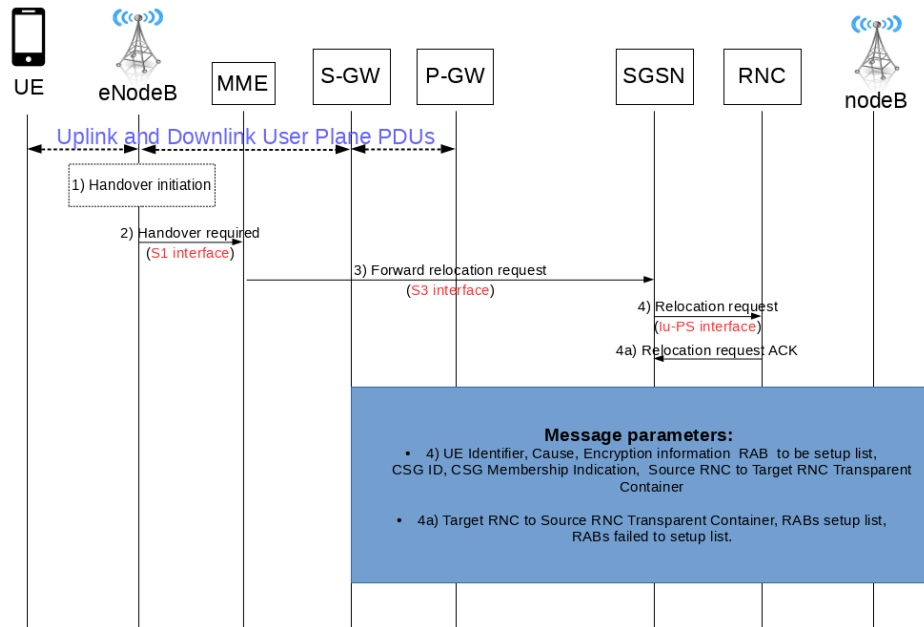 UE
eNodeB
MME
S-GW
P-GW
SGSN
RNC
nodeB
Uplink and Downlink User Plane PDUs
1) Handover initiation
2) Handover required
(S1 interface)
3) Forward relocation request
(S3 interface)
4) Relocation request
(Iu-PS interface)
4a) Relocation request ACK
Message parameters:
• 4) UE Identifier, Cause, Encryption information RAB to be setup list,
CSG ID, CSG Membership Indication, Source RNC to Target RNC Transparent
Container
• 4a) Target RNC to Source RNC Transparent Container, RABs setup list,
RABs failed to setup list.